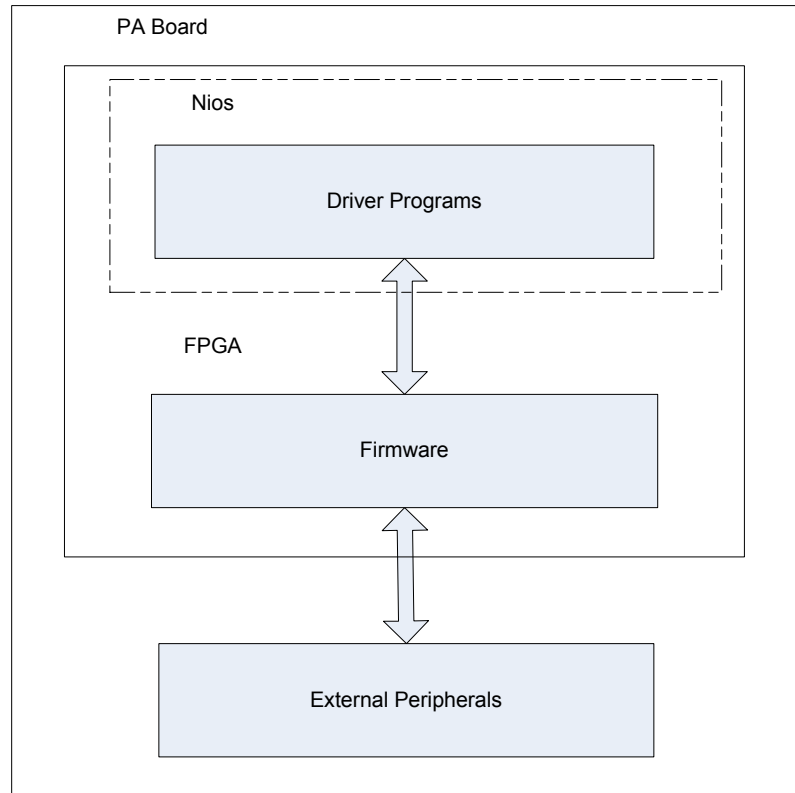 PA Board
Nios
Driver Programs
FPGA
Firmware
External Peripherals